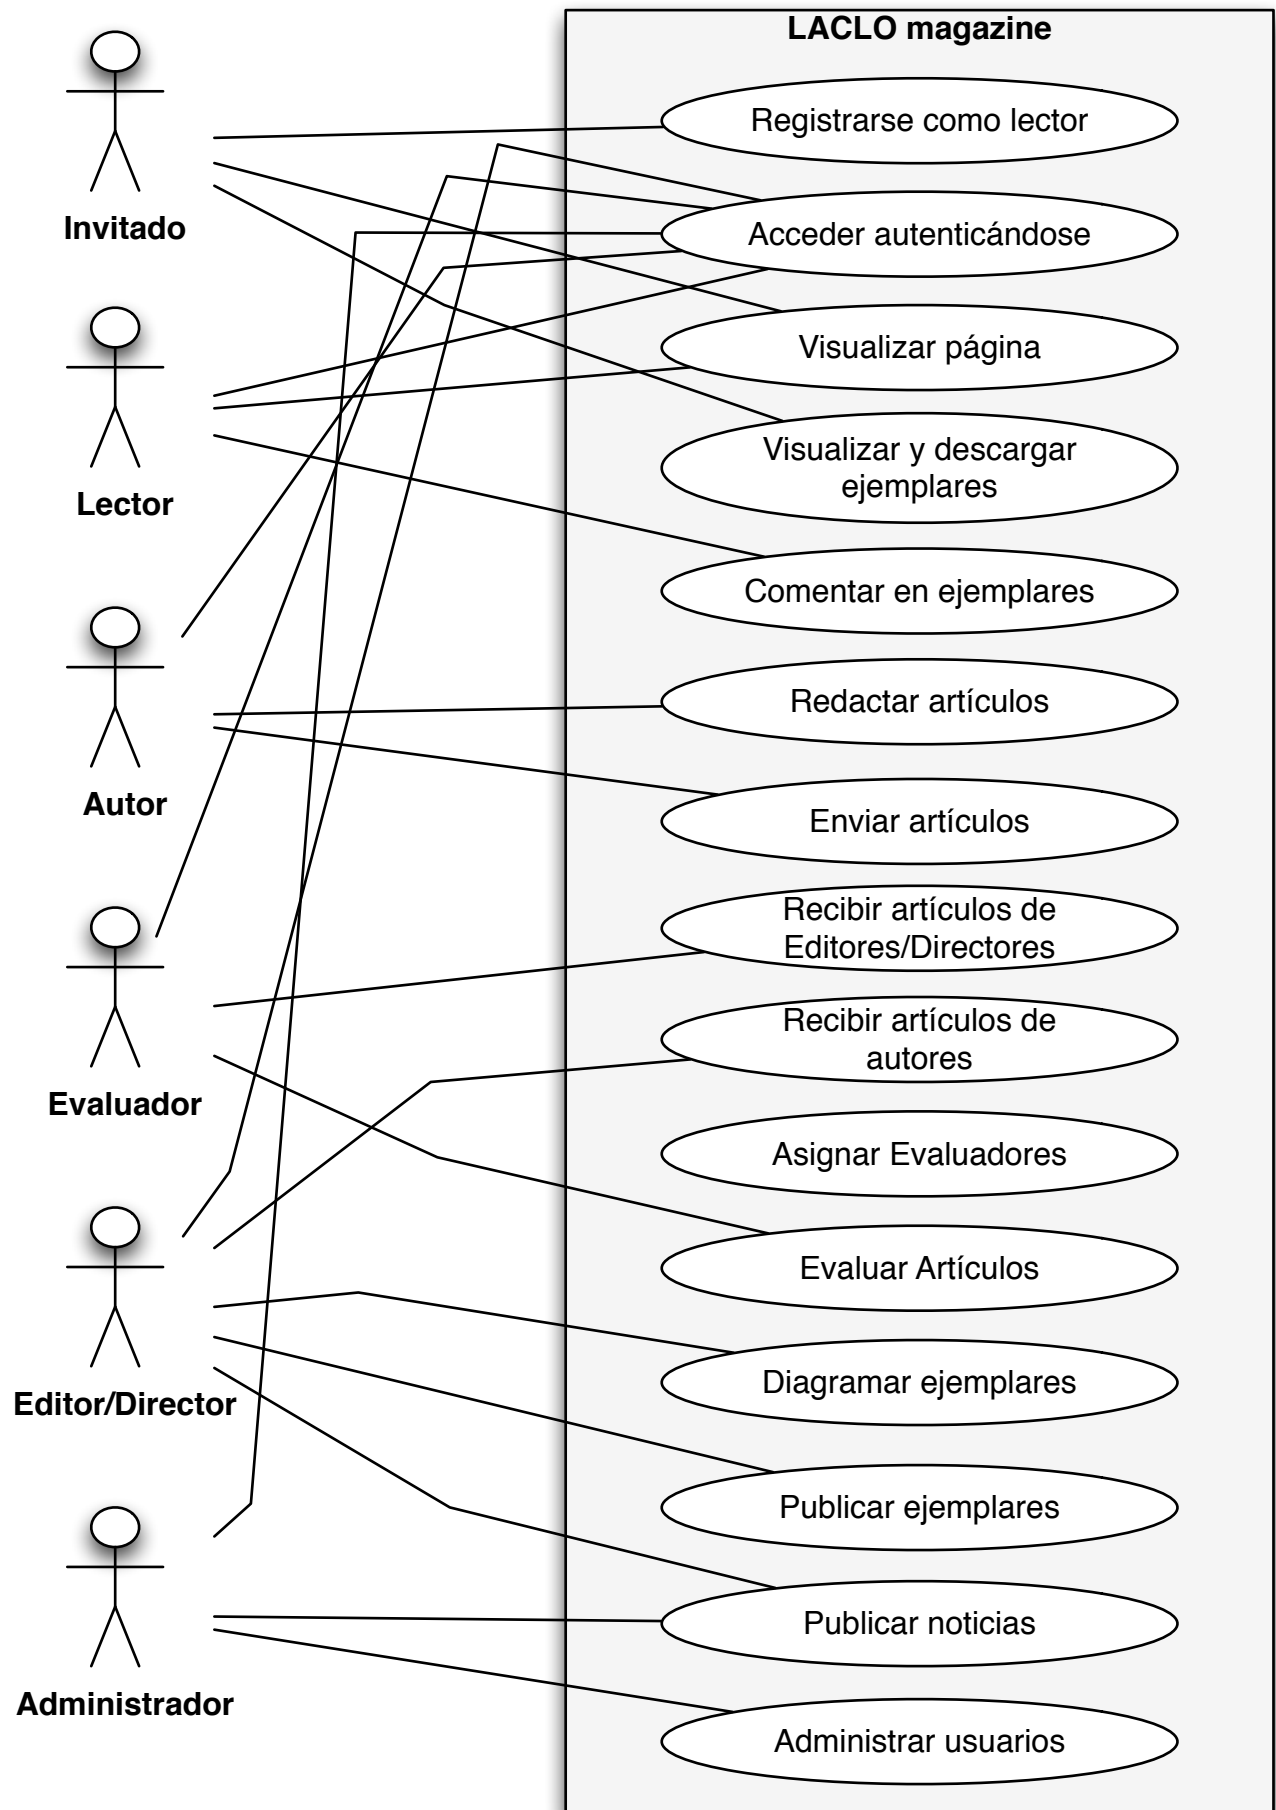 LACLO magazine
Registrarse como lector
Invitado
Acceder autenticándose
Visualizar página
Visualizar y descargar
ejemplares
Lector
Comentar en ejemplares
Redactar artículos
Autor
Enviar artículos
Recibir artículos de
Editores/Directores
Recibir artículos de
autores
Evaluador
Asignar Evaluadores
Evaluar Artículos
Diagramar ejemplares
Editor/Director
Publicar ejemplares
Publicar noticias
Administrador
Administrar usuarios